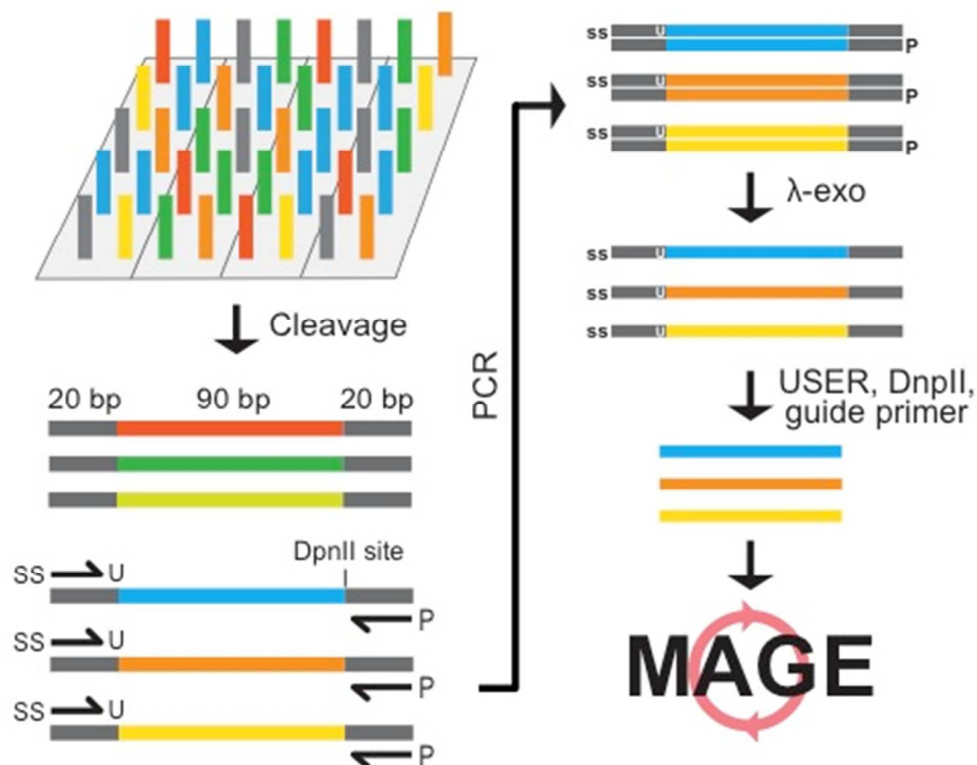 Cleavage
20 bp 90 bp 20 bp
DpnII site
SS U
P
SS U
P
SS U
P
PCR
ss U
P
ss U
P
ss U
P
λ-exo
ss U
ss U
ss U
USER, DnpII,
guide primer
MAGE